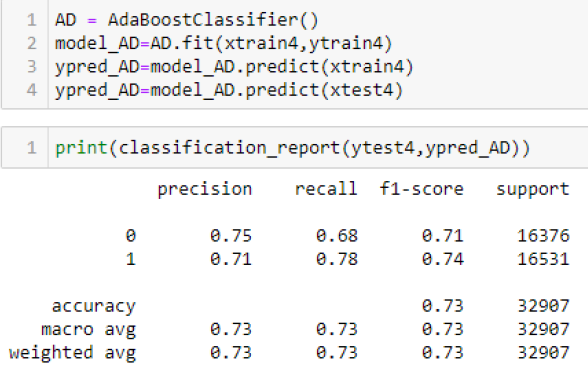 1 AD = AdaBoostClassifier()
2 model_AD=AD.fit(xtrain4,ytrain4)
3 ypred_AD=model_AD.predict(xtrain4)
4 ypred_AD=model_AD.predict(xtest4)
1 print(classification_report(ytest4,ypred_AD))
precision recall f1-score support
0 0.75 0.68 0.71 16376
1 0.71 0.78 0.74 16531
accuracy 0.73 32907
macro avg 0.73 0.73 0.73 32907
weighted avg 0.73 0.73 0.73 32907